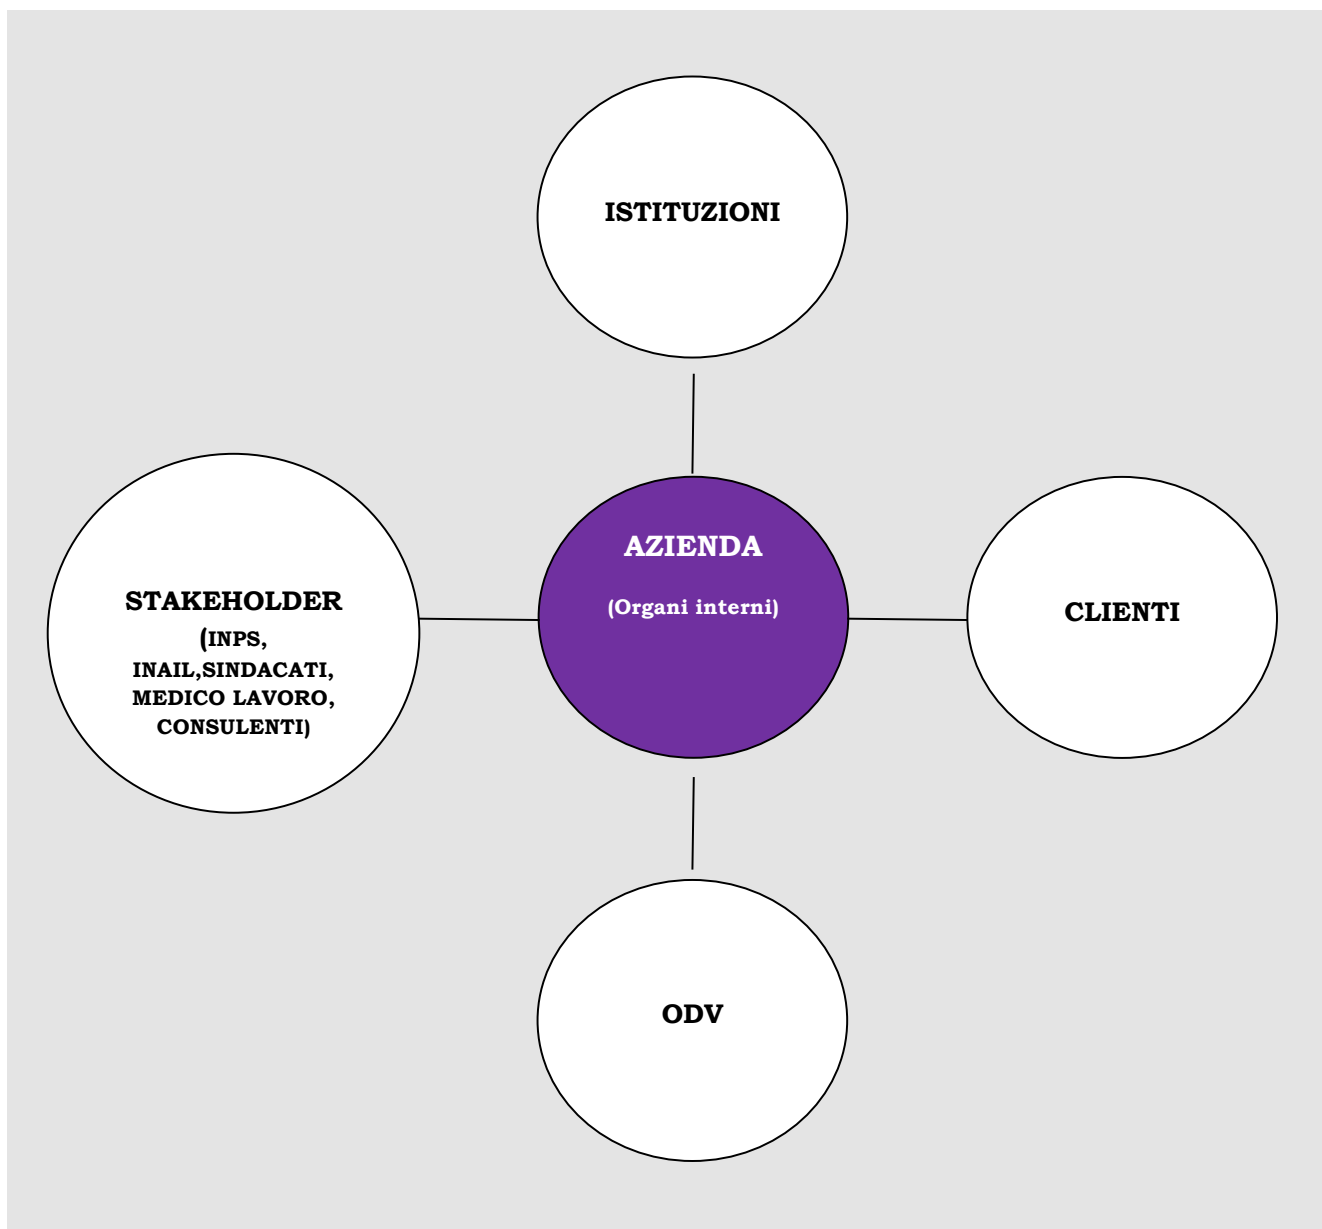 ISTITUZIONI
AZIENDA
(Organi interni)
STAKEHOLDER
(INPS,
INAIL,SINDACATI,
MEDICO LAVORO,
CONSULENTI)
CLIENTI
ODV